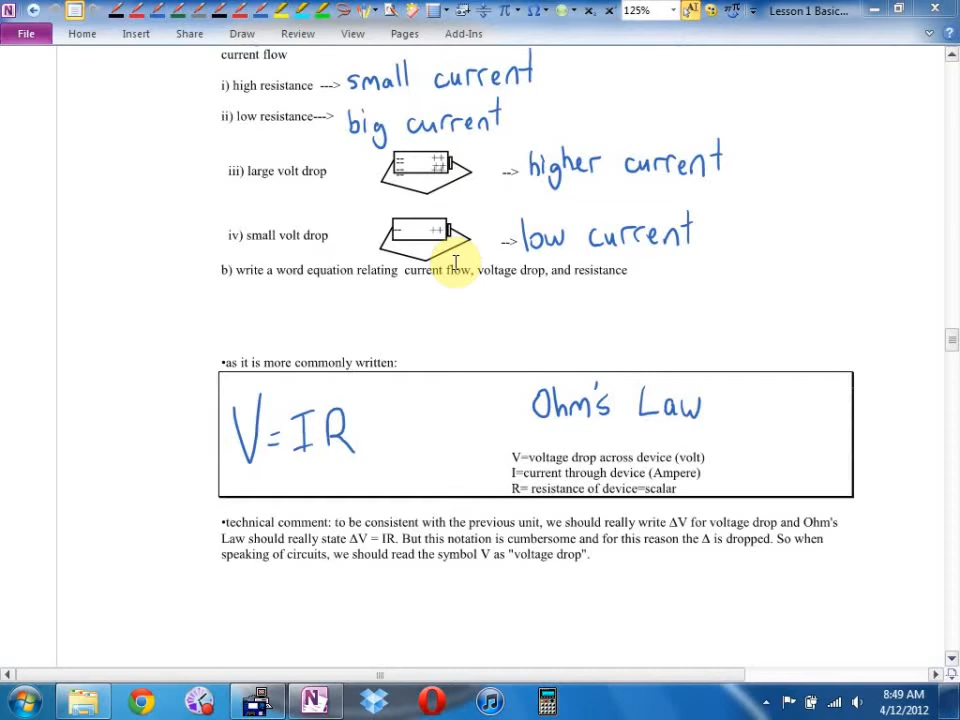 125%
Lesson 1 Basic...
File Home Insert Share Draw Review View Pages Add-Ins
current flow
i) high resistance ---> small current
ii) low resistance---> big current
iii) large volt drop --> higher current
iv) small volt drop --> low current
b) write a word equation relating current flow, voltage drop, and resistance
•as it is more commonly written:
V=IR
Ohm's Law
V=voltage drop across device (volt)
I=current through device (Ampere)
R= resistance of device=scalar
•technical comment: to be consistent with the previous unit, we should really write ΔV for voltage drop and Ohm's
Law should really state ΔV = IR. But this notation is cumbersome and for this reason the Δ is dropped. So when
speaking of circuits, we should read the symbol V as "voltage drop".
8:49 AM
4/12/2012